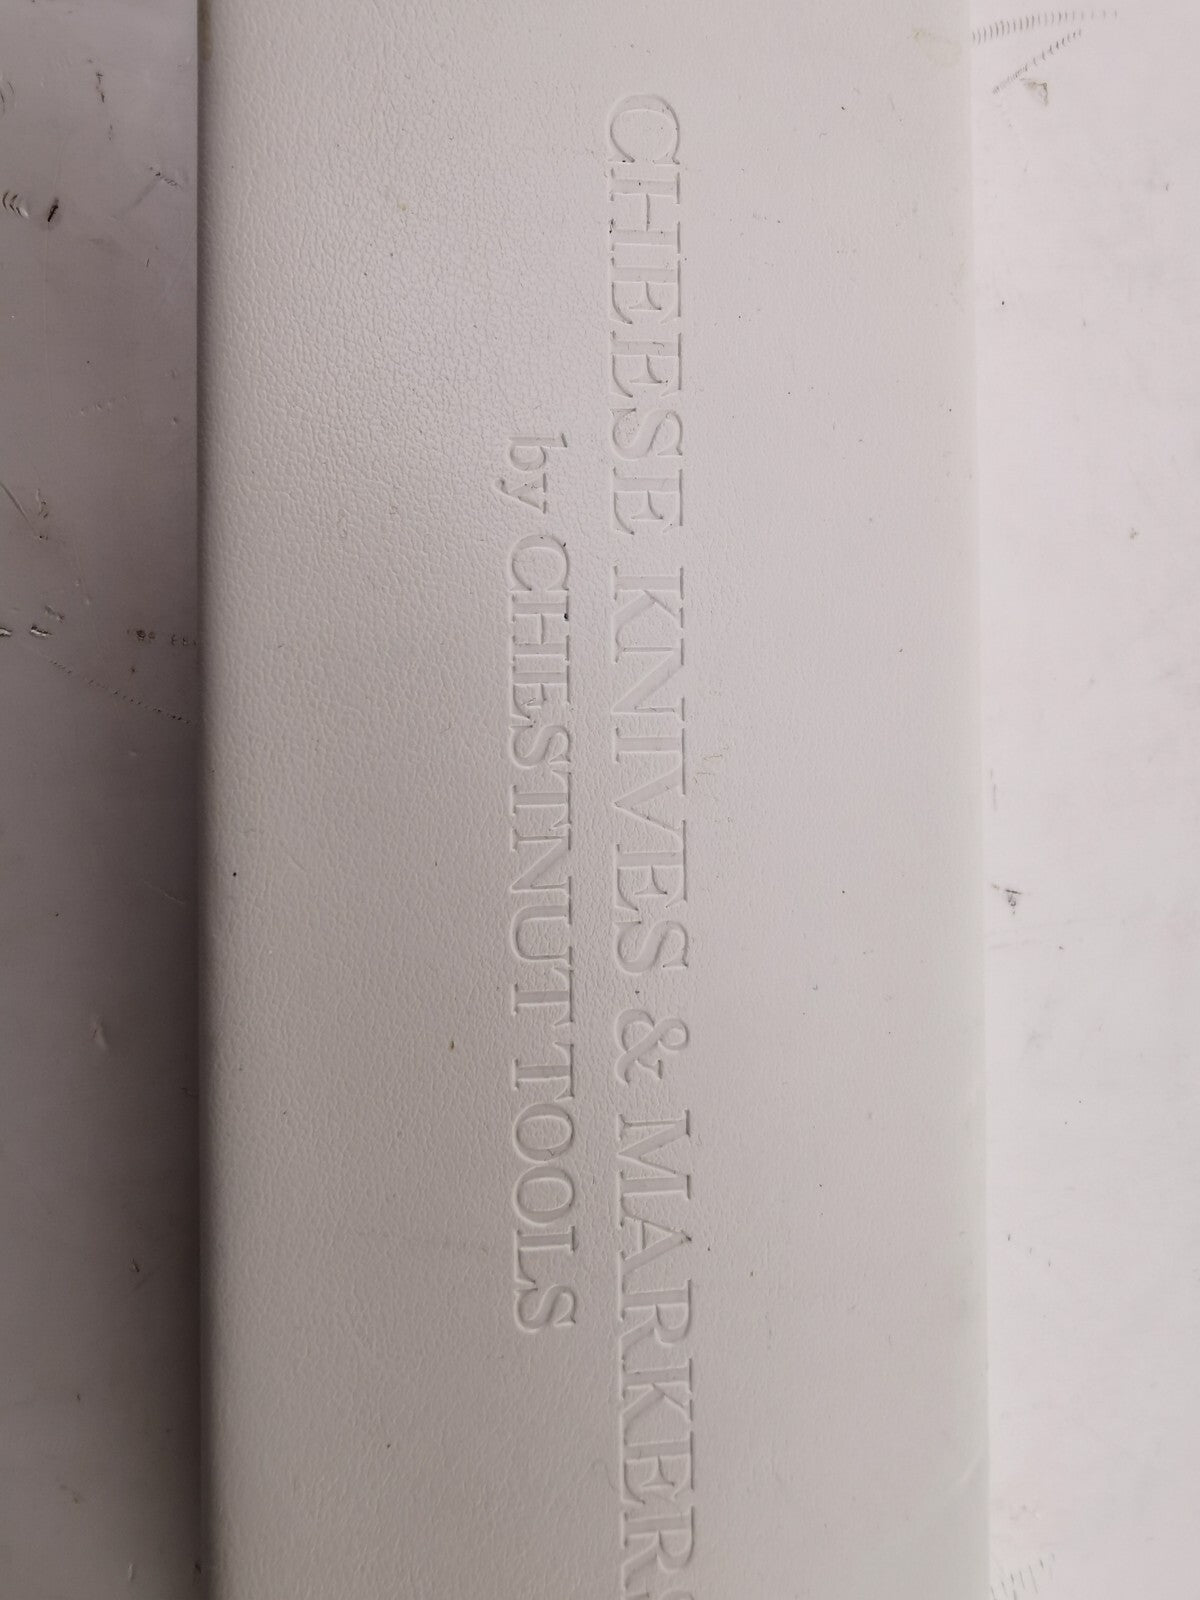 CHEESE KNIVES & MARKERS
by CHESTNUT TOOLS